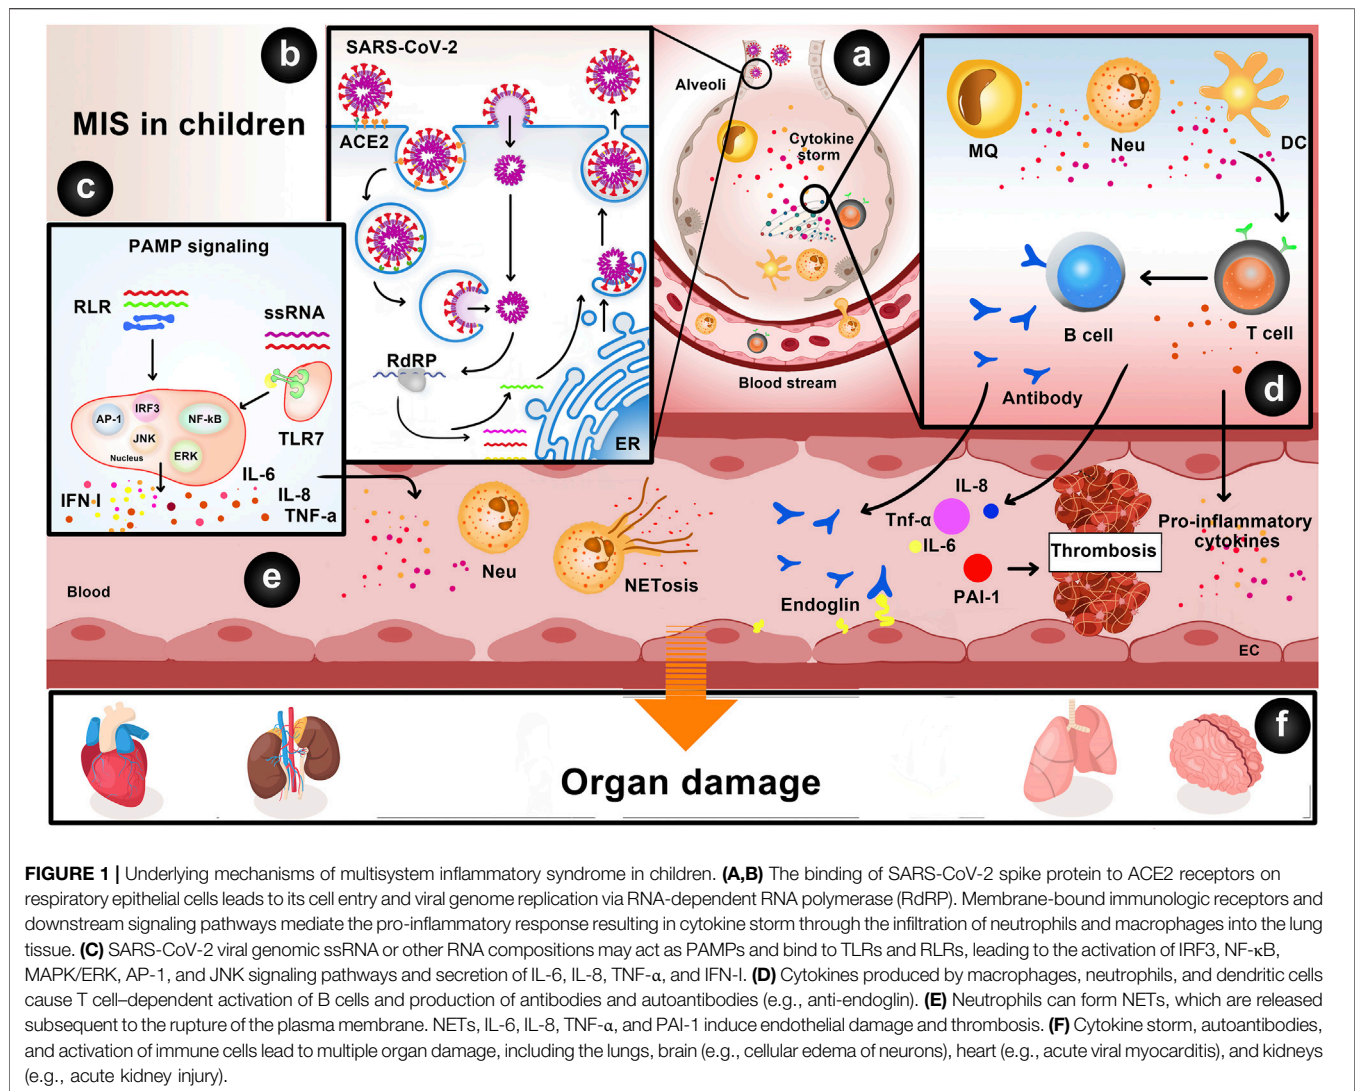 MIS in children
b
SARS-CoV-2
ACE2
RdRP
ER
a
Alveoli
Cytokine
storm
Blood stream
MQ
Neu
DC
B cell
T cell
Antibody
d
c
PAMP signaling
RLR
ssRNA
AP-1
IRF3
NF-kB
JNK
ERK
Nucleus
TLR7
IFN-I
IL-6
IL-8
TNF-a
e
Blood
Neu
NETosis
Endoglin
IL-8
Tnf-α
IL-6
PAI-1
Thrombosis
Pro-inflammatory
cytokines
EC
f
Organ damage
FIGURE 1 | Underlying mechanisms of multisystem inflammatory syndrome in children. (A,B) The binding of SARS-CoV-2 spike protein to ACE2 receptors on
respiratory epithelial cells leads to its cell entry and viral genome replication via RNA-dependent RNA polymerase (RdRP). Membrane-bound immunologic receptors and
downstream signaling pathways mediate the pro-inflammatory response resulting in cytokine storm through the infiltration of neutrophils and macrophages into the lung
tissue. (C) SARS-CoV-2 viral genomic ssRNA or other RNA compositions may act as PAMPs and bind to TLRs and RLRs, leading to the activation of IRF3, NF-κB,
MAPK/ERK, AP-1, and JNK signaling pathways and secretion of IL-6, IL-8, TNF-α, and IFN-I. (D) Cytokines produced by macrophages, neutrophils, and dendritic cells
cause T cell–dependent activation of B cells and production of antibodies and autoantibodies (e.g., anti-endoglin). (E) Neutrophils can form NETs, which are released
subsequent to the rupture of the plasma membrane. NETs, IL-6, IL-8, TNF-α, and PAI-1 induce endothelial damage and thrombosis. (F) Cytokine storm, autoantibodies,
and activation of immune cells lead to multiple organ damage, including the lungs, brain (e.g., cellular edema of neurons), heart (e.g., acute viral myocarditis), and kidneys
(e.g., acute kidney injury).